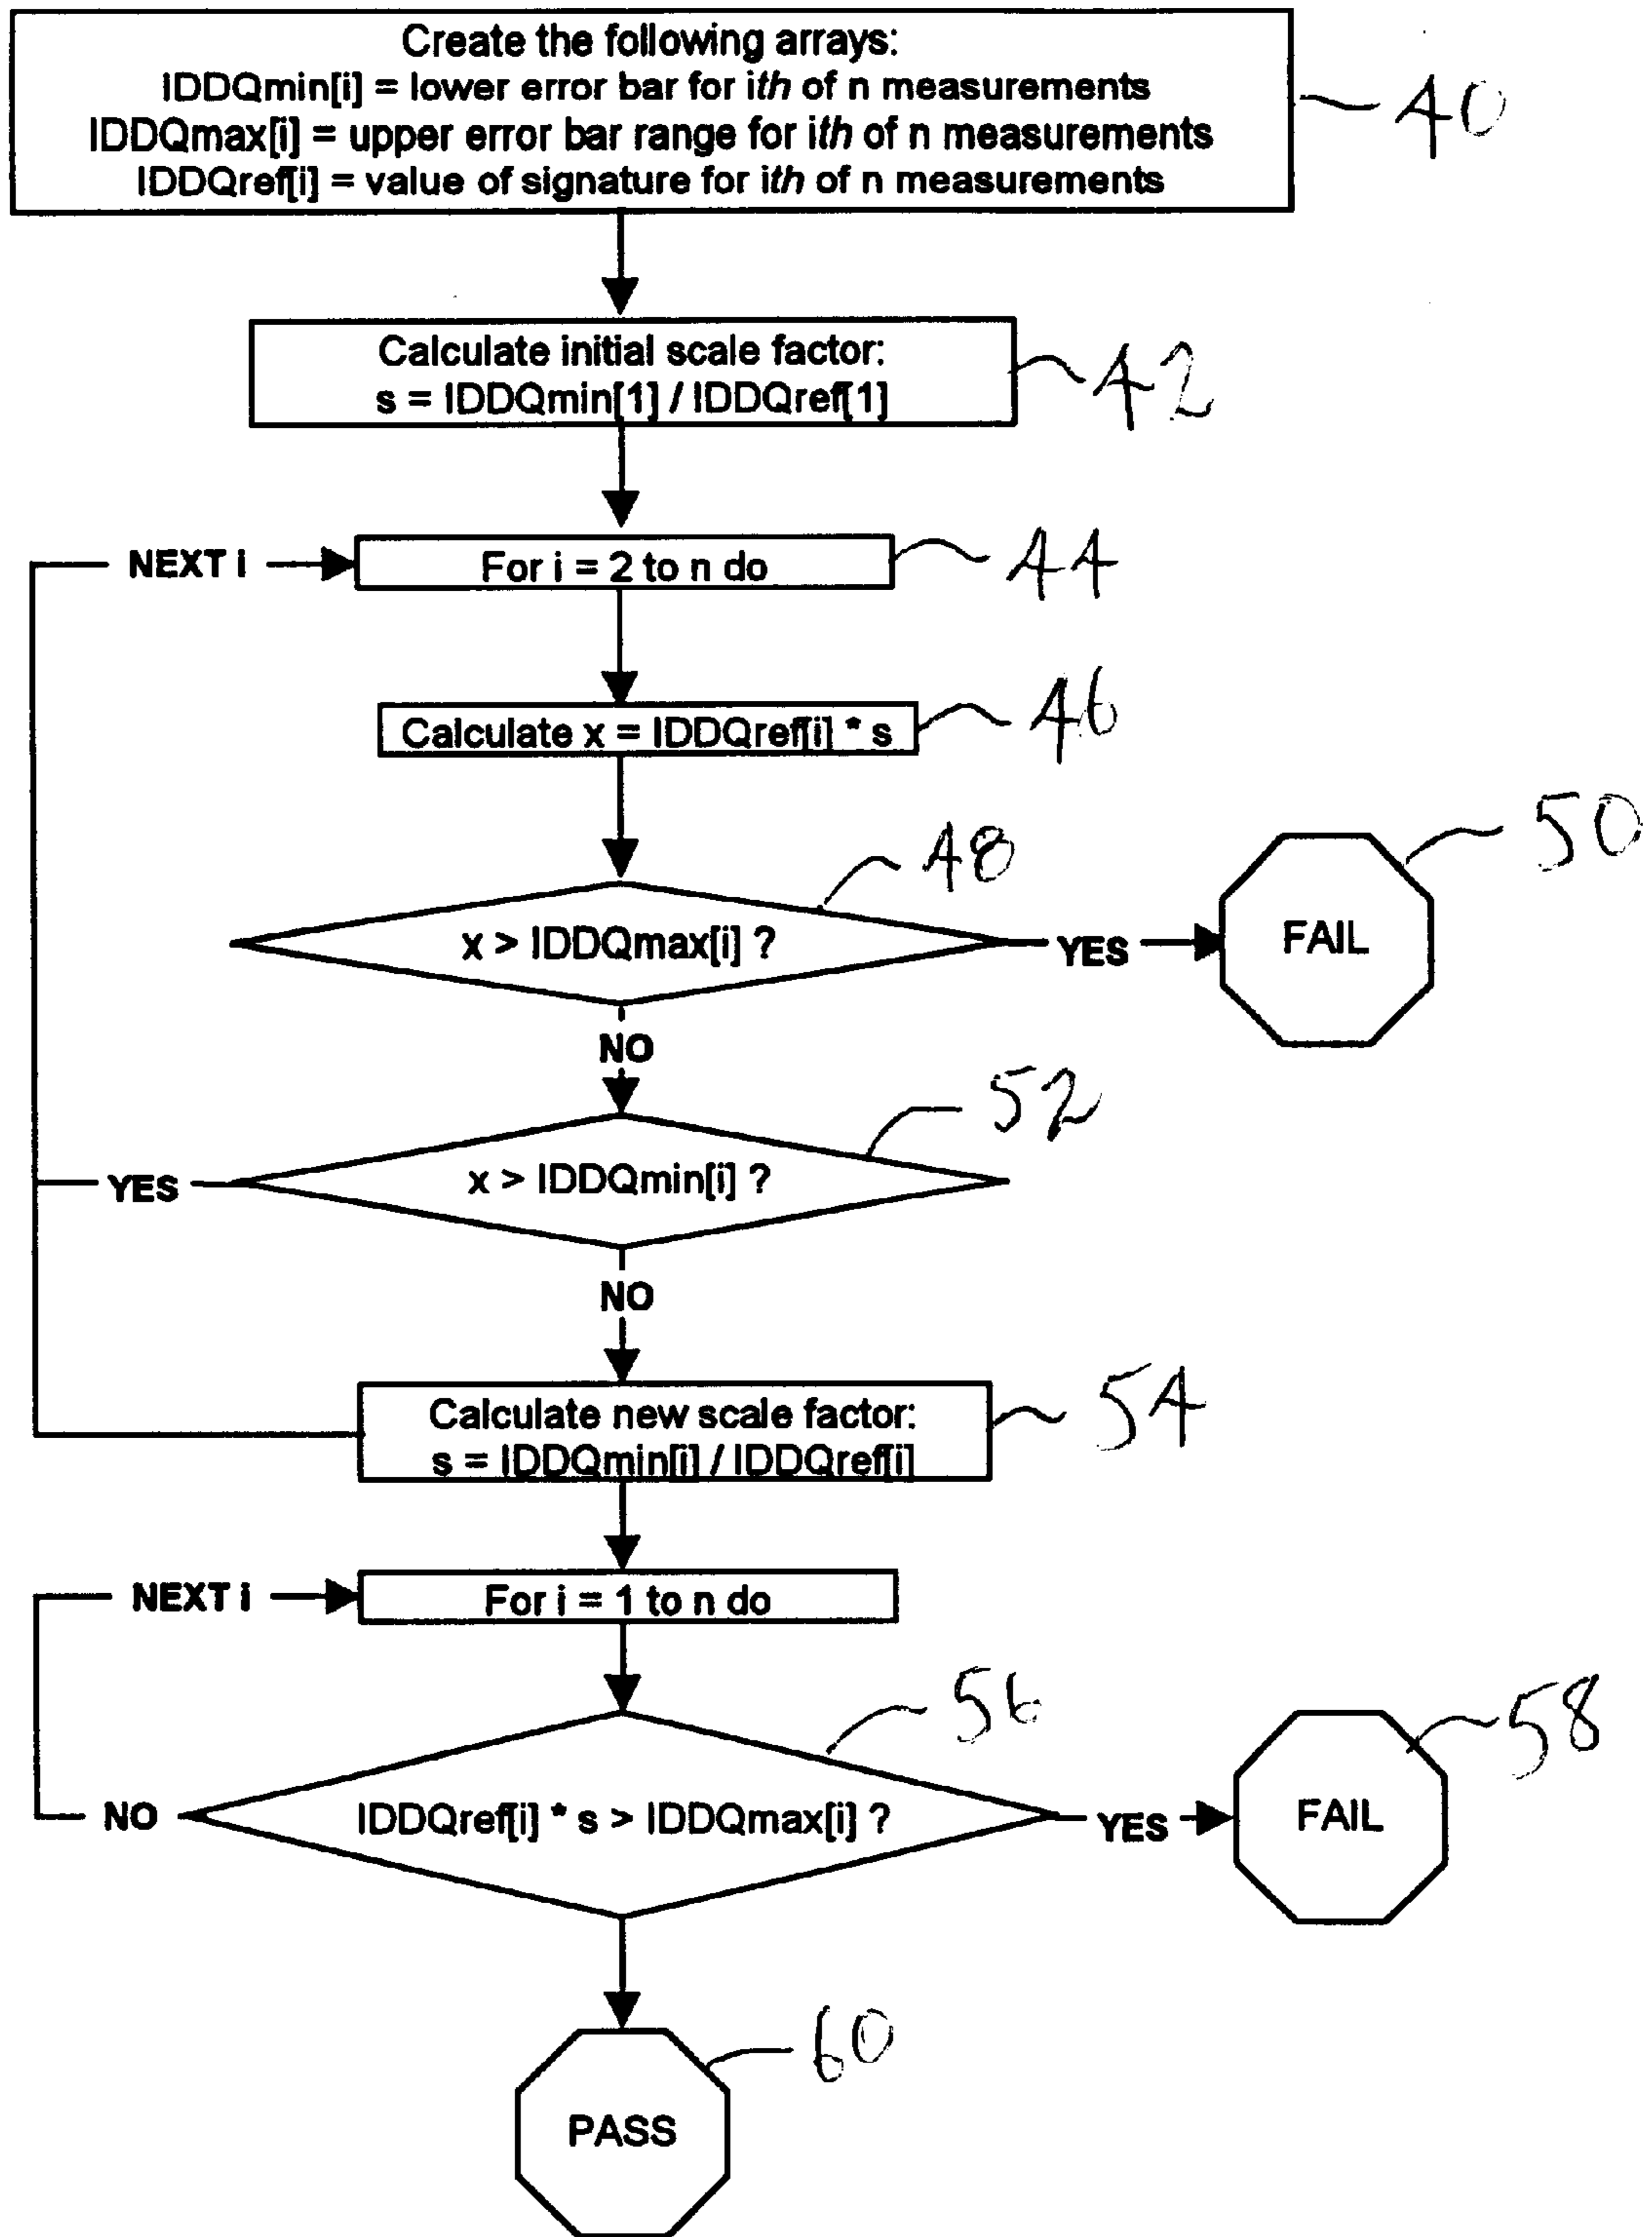 Create the following arrays:
IDDQmin[i] = lower error bar for ith of n measurements
IDDQmax[i] = upper error bar range for ith of n measurements
IDDQref[i] = value of signature for ith of n measurements
40
Calculate initial scale factor:
s = IDDQmin[1] / IDDQref[1]
42
NEXT i
For i = 2 to n do
44
Calculate x = IDDQref[i] * s
46
48
50
x > IDDQmax[i] ?
YES
FAIL
NO
52
x > IDDQmin[i] ?
YES
NO
Calculate new scale factor:
s = IDDQmin[i] / IDDQref[i]
54
NEXT i
For i = 1 to n do
56
58
NO
IDDQref[i] * s > IDDQmax[i] ?
YES
FAIL
60
PASS